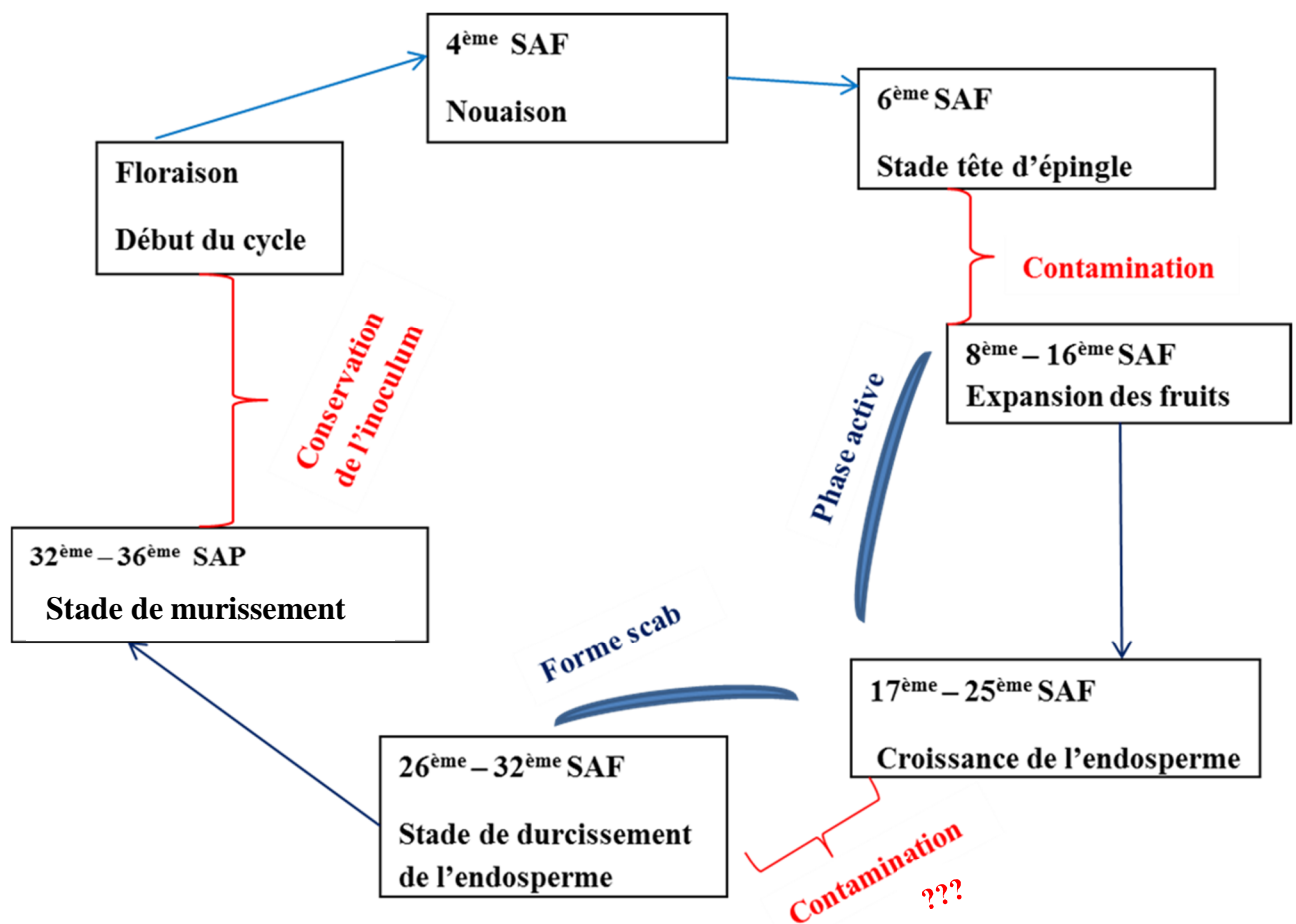 4ème SAF
Nouaison
6ème SAF
Stade tête d’épingle
Floraison
Début du cycle
Contamination
8ème – 16ème SAF
Expansion des fruits
Conservation
de l’inoculum
Phase active
32ème – 36ème SAP
Stade de murissement
Forme scab
17ème – 25ème SAF
Croissance de l’endosperme
26ème – 32ème SAF
Stade de durcissement
de l’endosperme
Contamination
???